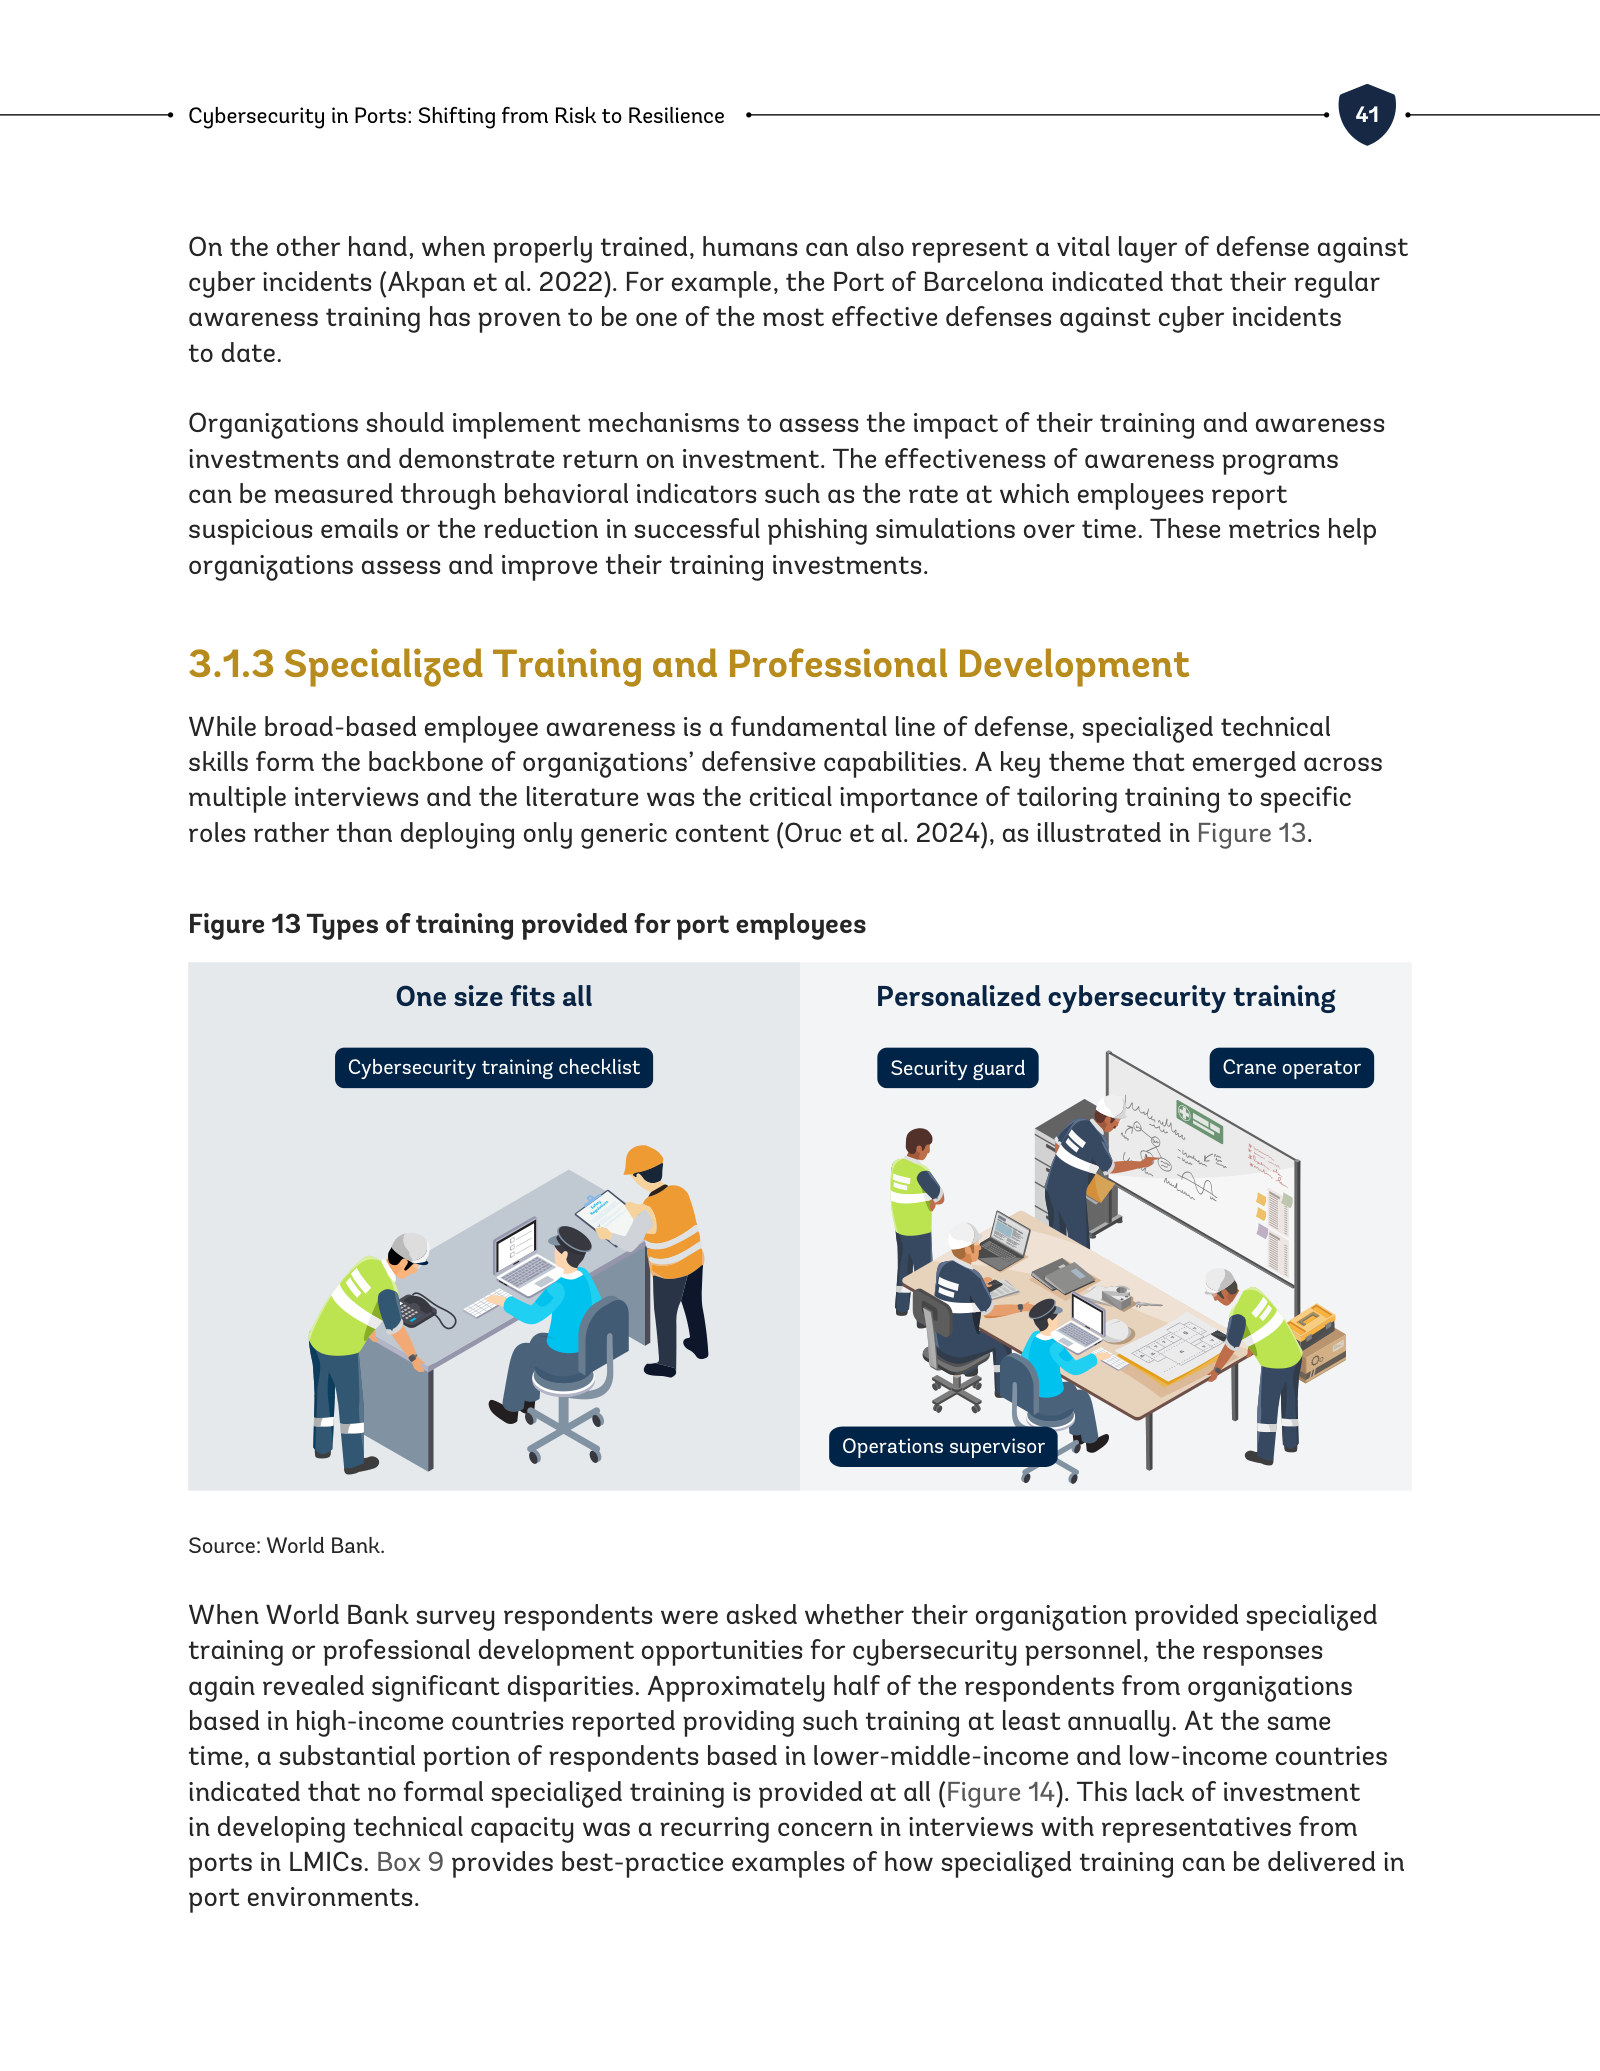 Cybersecurity in Ports: Shifting from Risk to Resilience
41
On the other hand, when properly trained, humans can also represent a vital layer of defense against
cyber incidents (Akpan et al. 2022). For example, the Port of Barcelona indicated that their regular
awareness training has proven to be one of the most effective defenses against cyber incidents
to date.
Organizations should implement mechanisms to assess the impact of their training and awareness
investments and demonstrate return on investment. The effectiveness of awareness programs
can be measured through behavioral indicators such as the rate at which employees report
suspicious emails or the reduction in successful phishing simulations over time. These metrics help
organizations assess and improve their training investments.
3.1.3 Specialized Training and Professional Development
While broad-based employee awareness is a fundamental line of defense, specialized technical
skills form the backbone of organizations’ defensive capabilities. A key theme that emerged across
multiple interviews and the literature was the critical importance of tailoring training to specific
roles rather than deploying only generic content (Oruc et al. 2024), as illustrated in Figure 13.
Figure 13 Types of training provided for port employees
One size fits all
Cybersecurity training checklist
Personalized cybersecurity training
Security guard
Crane operator
Operations supervisor
Source: World Bank.
When World Bank survey respondents were asked whether their organization provided specialized
training or professional development opportunities for cybersecurity personnel, the responses
again revealed significant disparities. Approximately half of the respondents from organizations
based in high-income countries reported providing such training at least annually. At the same
time, a substantial portion of respondents based in lower-middle-income and low-income countries
indicated that no formal specialized training is provided at all (Figure 14). This lack of investment
in developing technical capacity was a recurring concern in interviews with representatives from
ports in LMICs. Box 9 provides best-practice examples of how specialized training can be delivered in
port environments.